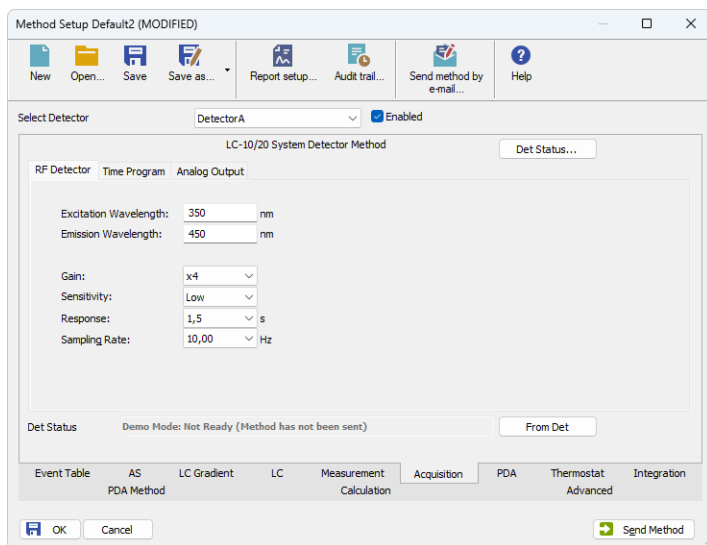 Method Setup Default2 (MODIFIED)
New Open... Save Save as... Report setup... Audit trail... Send method by e-mail... Help
Select Detector DetectorA Enabled
LC-10/20 System Detector Method Det Status...
RF Detector Time Program Analog Output
Excitation Wavelength: 350 nm
Emission Wavelength: 450 nm
Gain: x4
Sensitivity: Low
Response: 1,5 s
Sampling Rate: 10,00 Hz
Det Status Demo Mode: Not Ready (Method has not been sent) From Det
Event Table AS LC Gradient LC Measurement Acquisition PDA Thermostat Integration
PDA Method Calculation Advanced
OK Cancel Send Method